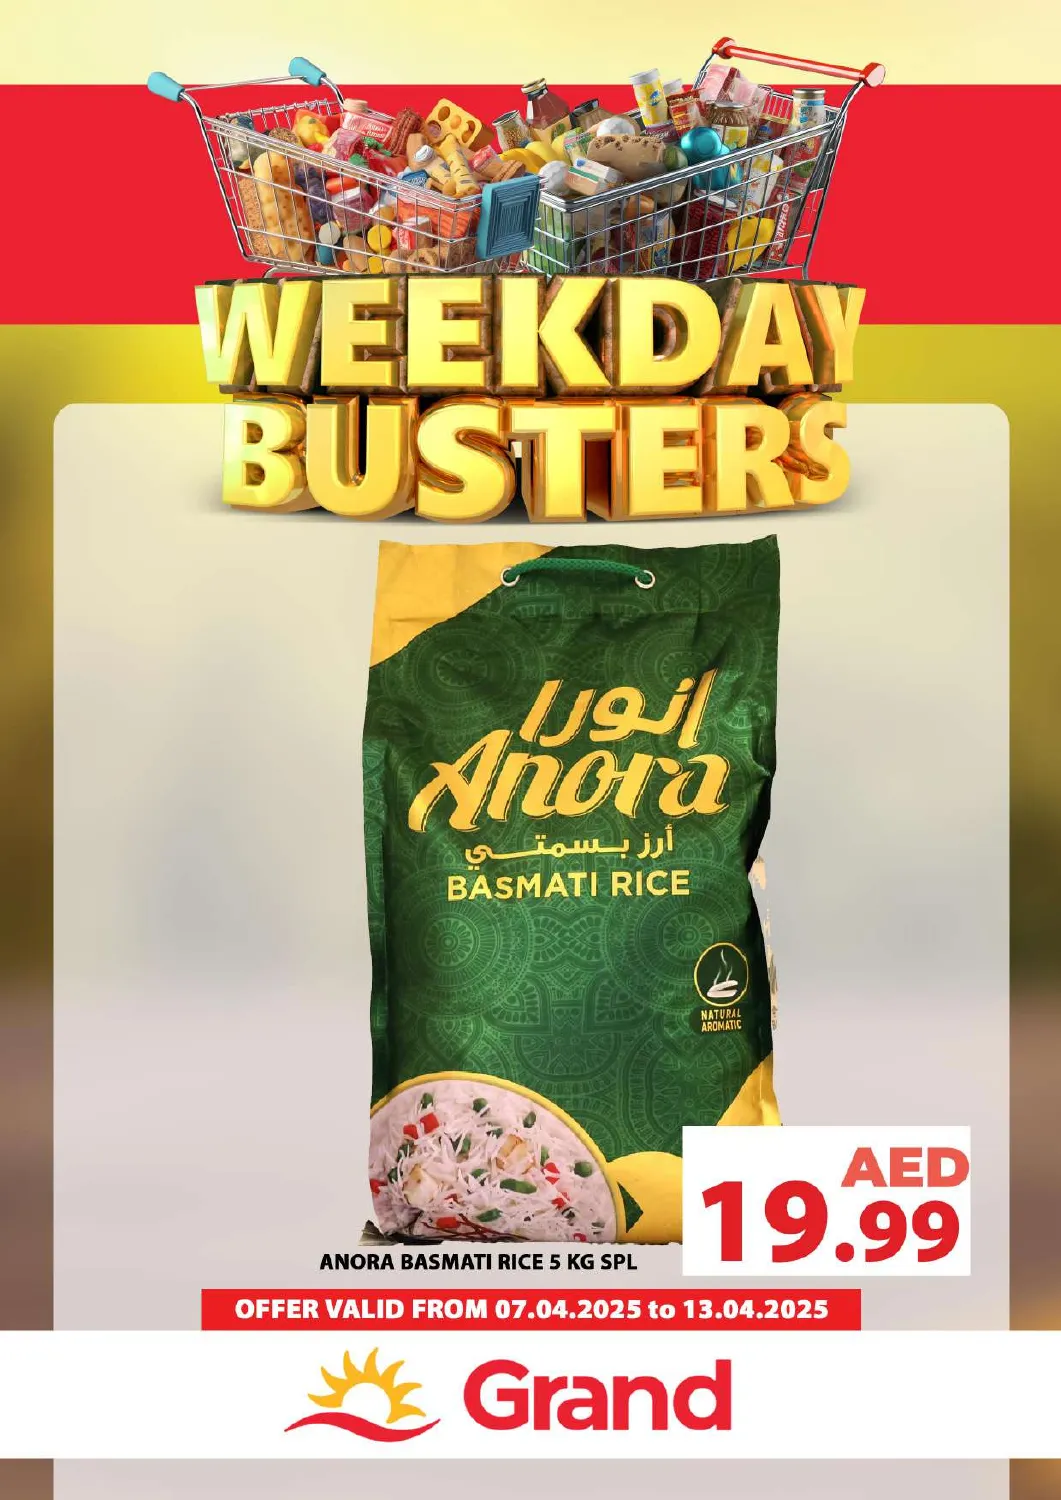 WEEKDAY
BUSTERS
انورا
Anora
أرز بسمتي
BASMATI RICE
NATURAL
AROMATIC
AED
19.99
ANORA BASMATI RICE 5 KG SPL
OFFER VALID FROM 07.04.2025 to 13.04.2025
Grand